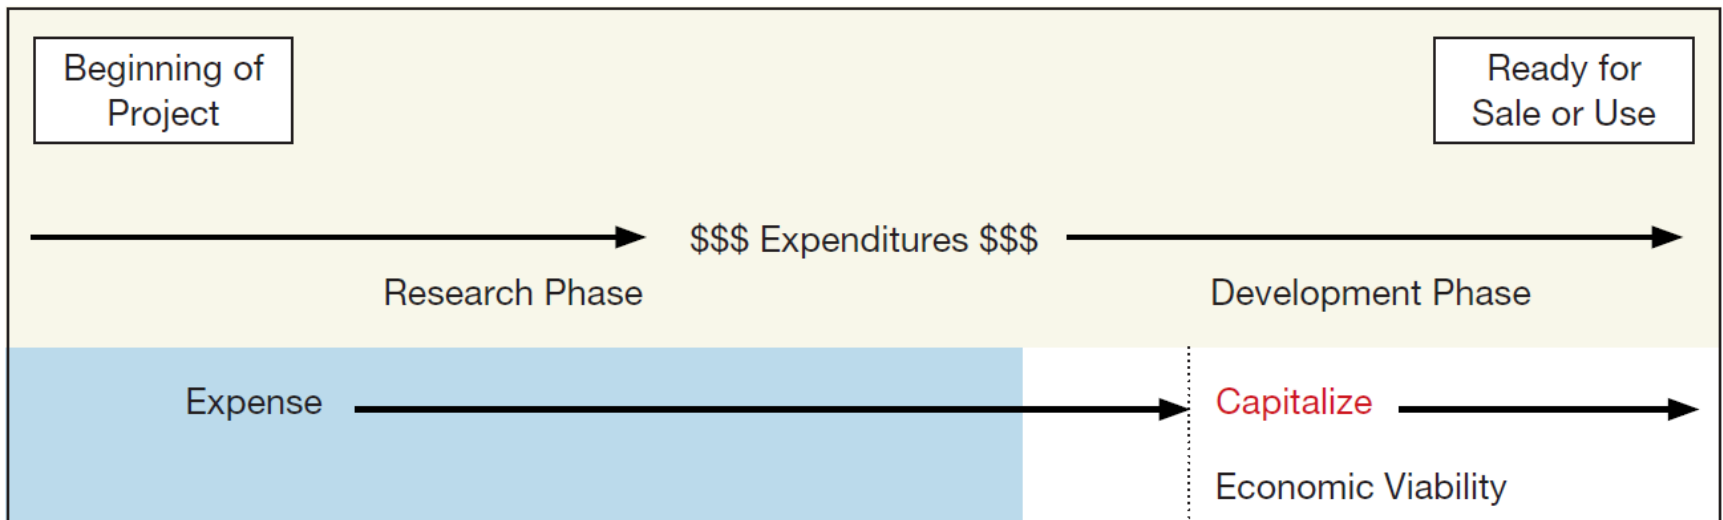 Beginning of
Project
Ready for
Sale or Use
$$$ Expenditures $$$
Research Phase
Development Phase
Expense
Capitalize
Economic Viability